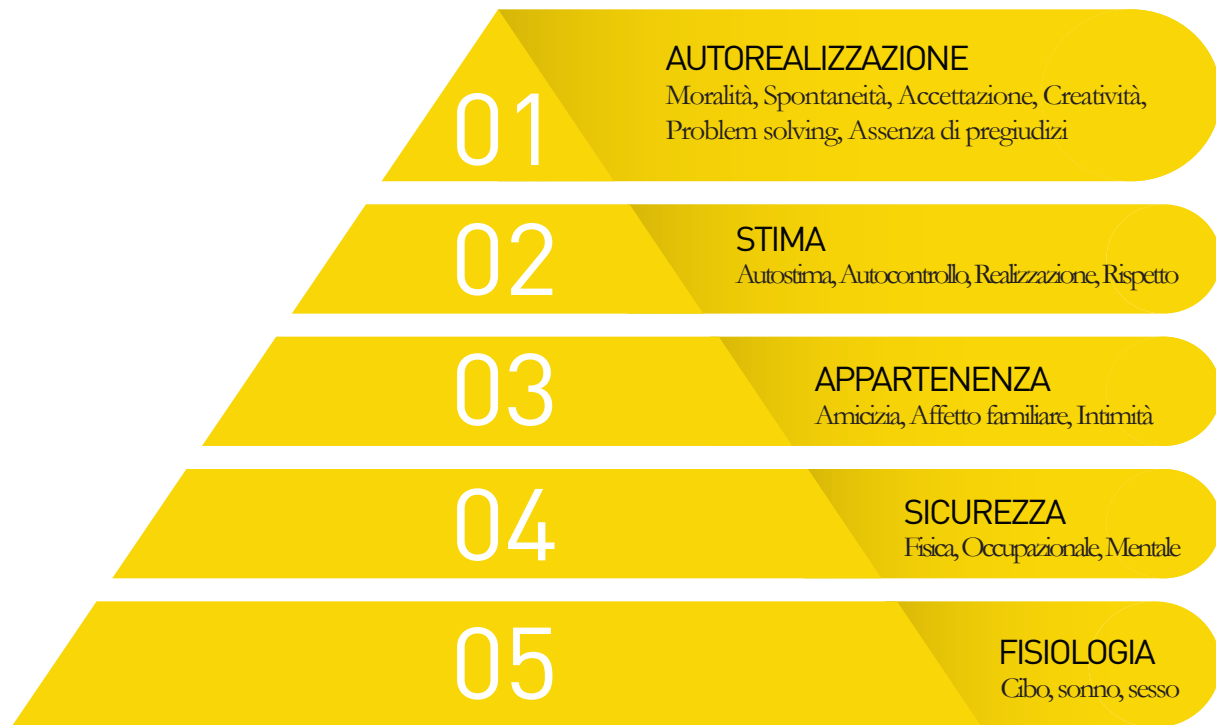 01
AUTOREALIZZAZIONE
Moralità, Spontaneità, Accettazione, Creatività,
Problem solving, Assenza di pregiudizi
02
STIMA
Autostima, Autocontrollo, Realizzazione, Rispetto
03
APPARTENENZA
Amicizia, Affetto familiare, Intimità
04
SICUREZZA
Fisica, Occupazionale, Mentale
05
FISIOLOGIA
Cibo, sonno, sesso